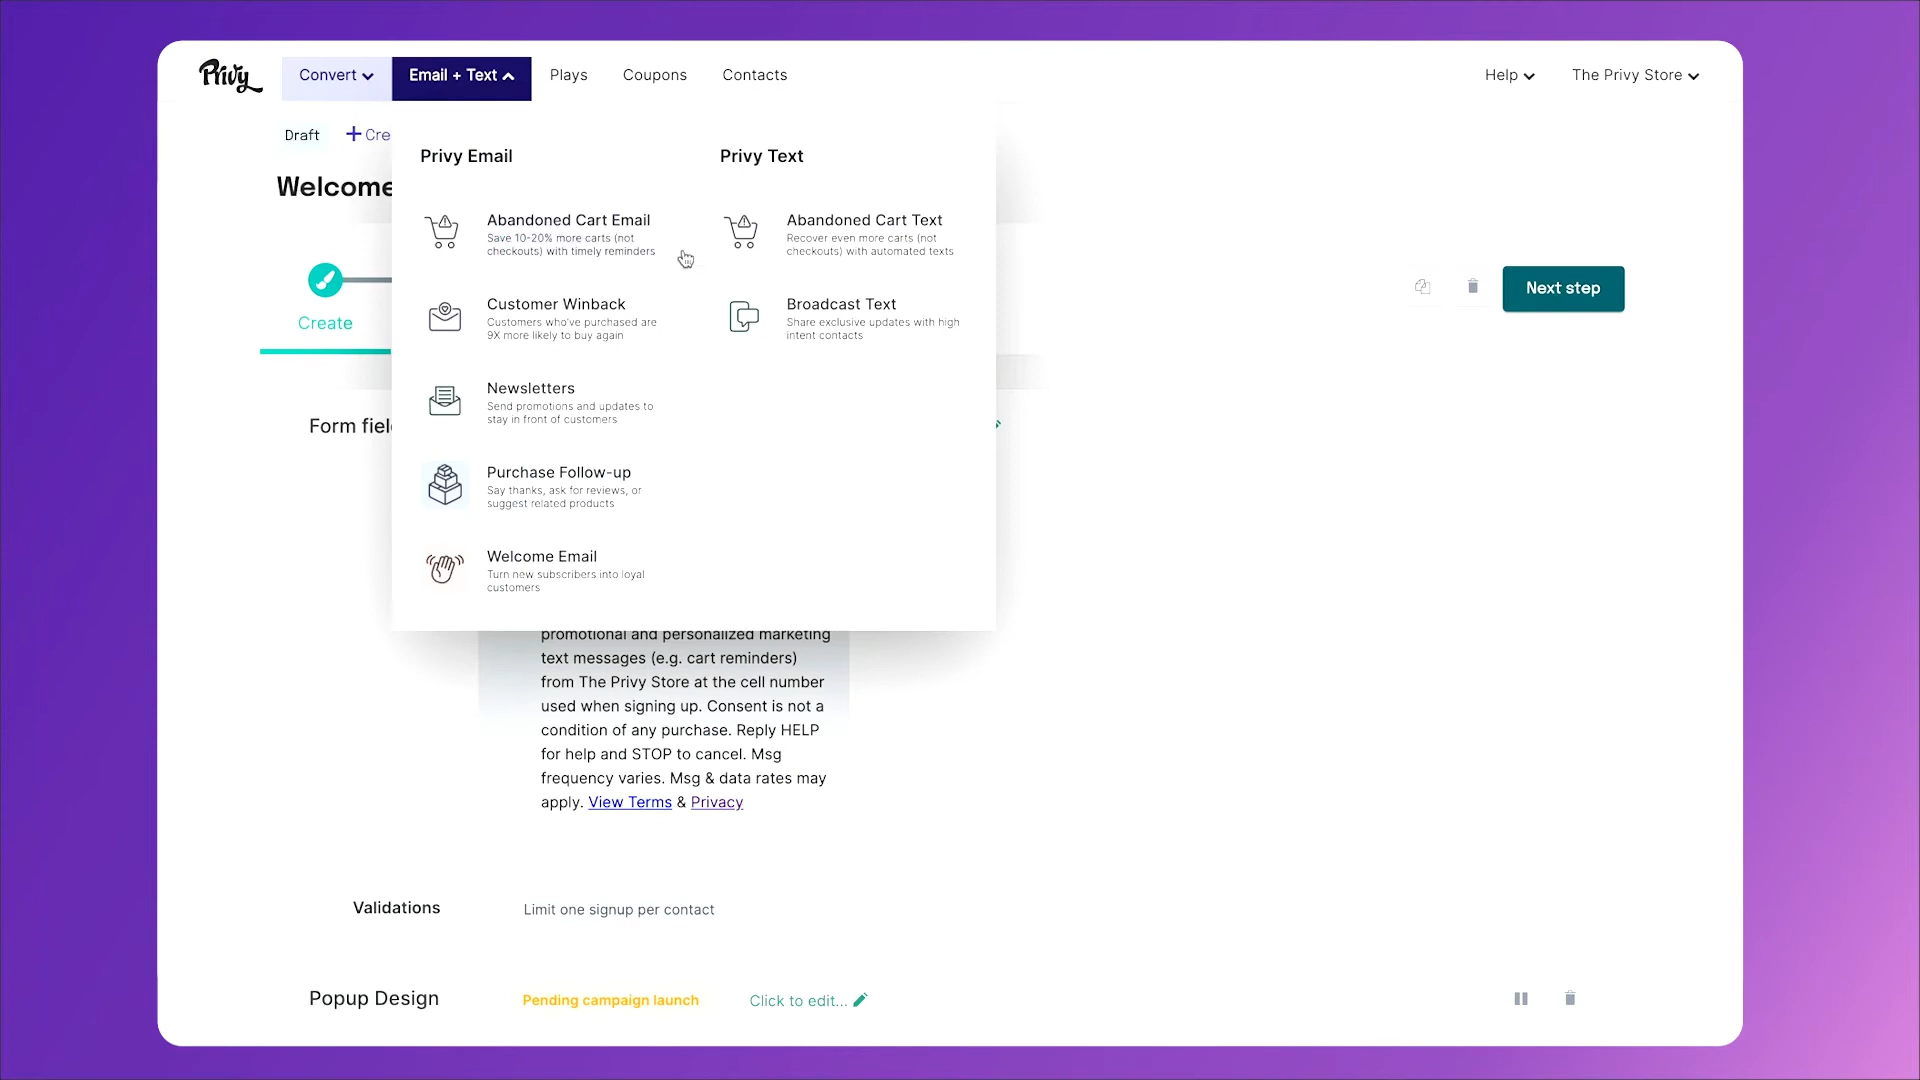 Privy
Convert
Email + Text
Plays
Coupons
Contacts
Help
The Privy Store
Draft
+ Cre
Welcome
Privy Email
Privy Text
Abandoned Cart Email
Save 10-20% more carts (not
checkouts) with timely reminders
Abandoned Cart Text
Recover even more carts (not
checkouts) with automated texts
Customer Winback
Customers who've purchased are
9X more likely to buy again
Broadcast Text
Share exclusive updates with high
intent contacts
Newsletters
Send promotions and updates to
stay in front of customers
Purchase Follow-up
Say thanks, ask for reviews, or
suggest related products
Welcome Email
Turn new subscribers into loyal
customers
Create
Next step
Form fiel
promotional and personalized marketing
text messages (e.g. cart reminders)
from The Privy Store at the cell number
used when signing up. Consent is not a
condition of any purchase. Reply HELP
for help and STOP to cancel. Msg
frequency varies. Msg & data rates may
apply. View Terms & Privacy
Validations
Limit one signup per contact
Popup Design
Pending campaign launch
Click to edit...